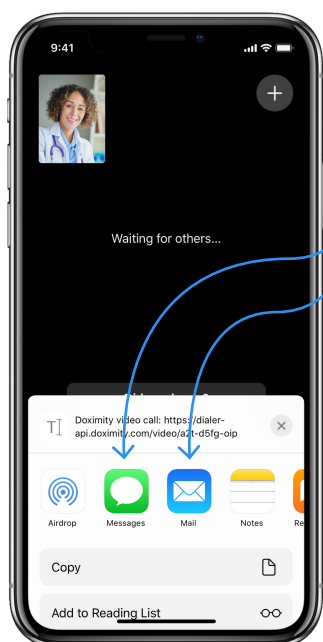 9:41
Waiting for others...
Doximity video call: https://dialer-
api.doximity.com/video/a2t-d5fg-oip
Airdrop
Messages
Mail
Notes
Re
Copy
Add to Reading List